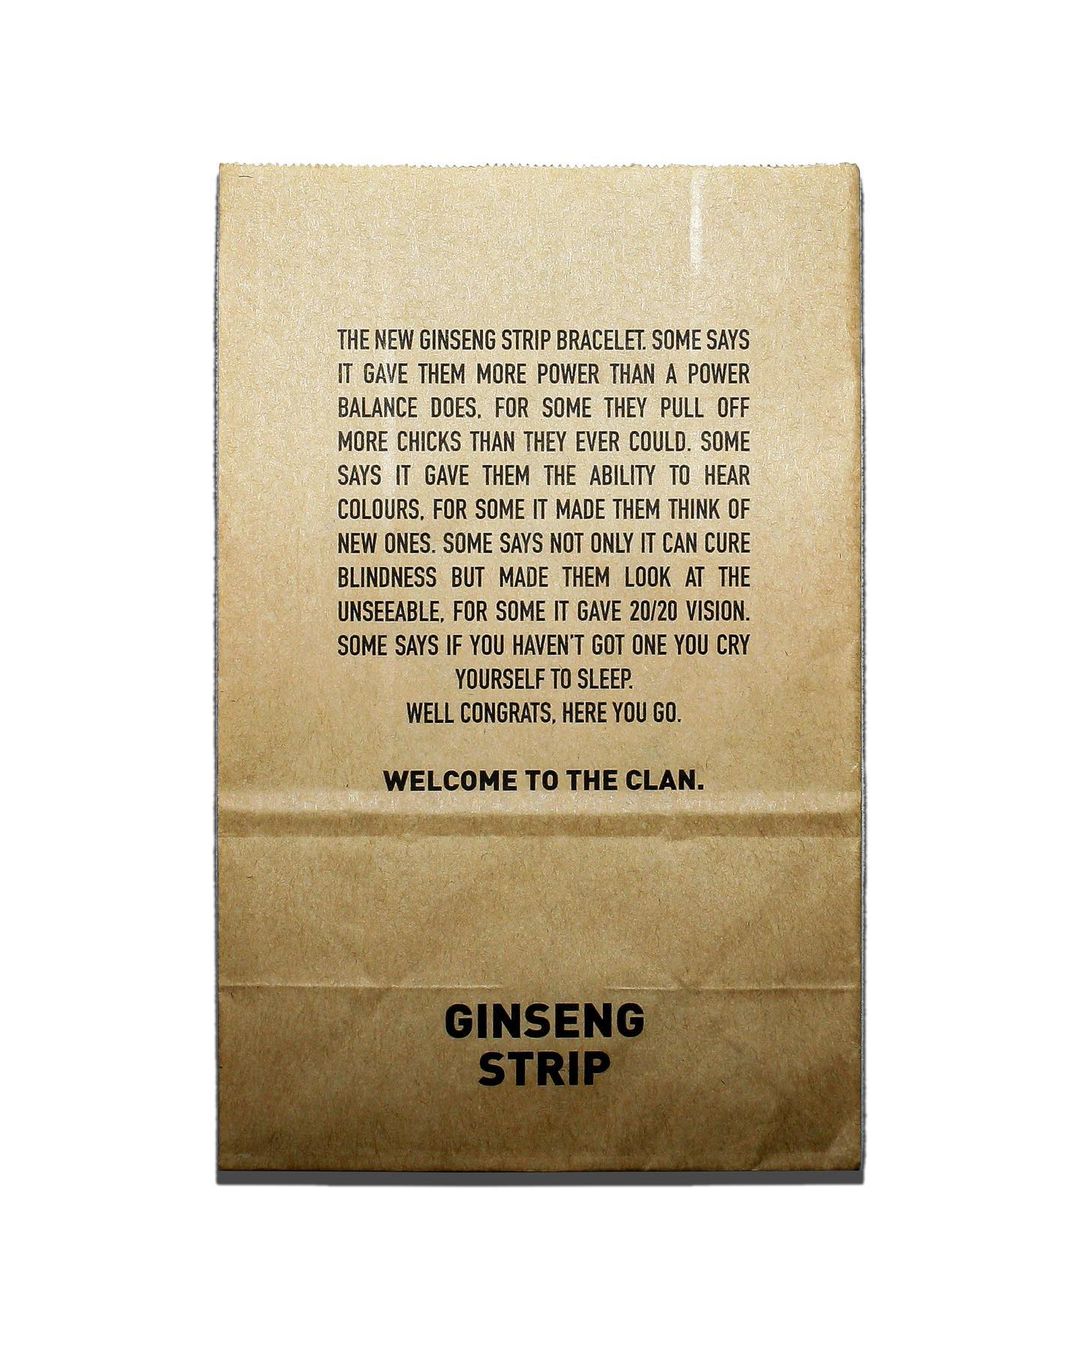 THE NEW GINSENG STRIP BRACELET. SOME SAYS
IT GAVE THEM MORE POWER THAN A POWER
BALANCE DOES, FOR SOME THEY PULL OFF
MORE CHICKS THAN THEY EVER COULD. SOME
SAYS IT GAVE THEM THE ABILITY TO HEAR
COLOURS, FOR SOME IT MADE THEM THINK OF
NEW ONES. SOME SAYS NOT ONLY IT CAN CURE
BLINDNESS BUT MADE THEM LOOK AT THE
UNSEEABLE, FOR SOME IT GAVE 20/20 VISION.
SOME SAYS IF YOU HAVEN'T GOT ONE YOU CRY
YOURSELF TO SLEEP.
WELL CONGRATS, HERE YOU GO.
WELCOME TO THE CLAN.
GINSENG
STRIP